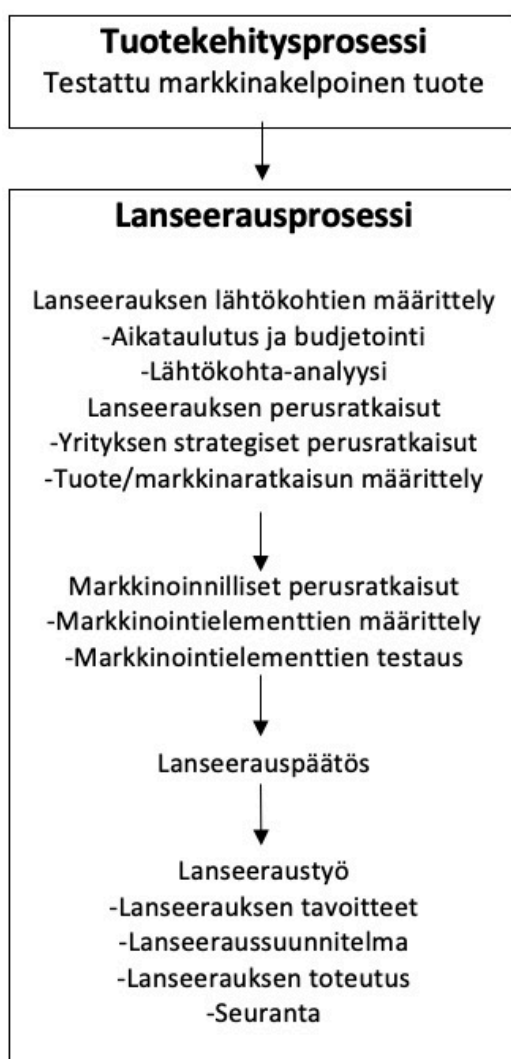 Tuotekehitysprosessi
Testattu markkinakelpoinen tuote
Lanseerausprosessi
Lanseerauksen lähtökohtien määrittely
-Aikataulutus ja budjetointi
-Lähtökohta-analyysi
Lanseerauksen perusratkaisut
-Yrityksen strategiset perusratkaisut
-Tuote/markkinaratkaisun määrittely
Markkinoinnilliset perusratkaisut
-Markkinointielementtien määrittely
-Markkinointielementtien testaus
Lanseerauspäätös
Lanseeraustyö
-Lanseerauksen tavoitteet
-Lanseeraussuunnitelma
-Lanseerauksen toteutus
-Seuranta